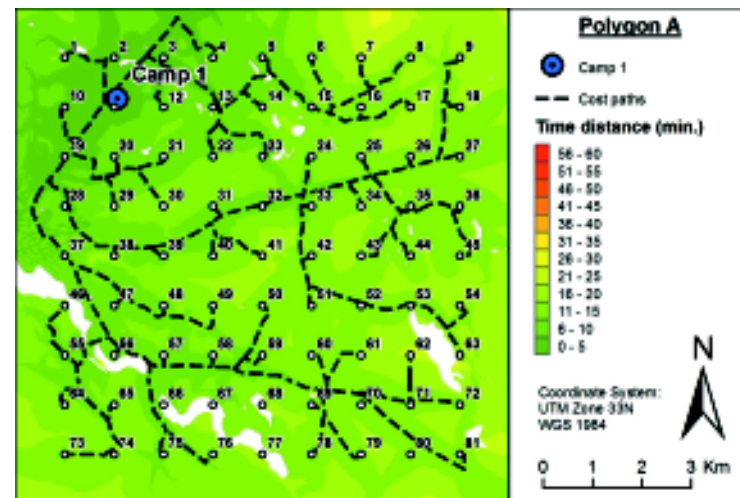 1 2 3 4 5 6 7 8 9
Camp 1
10 12 13 14 15 16 17 18
19 20 21 22 23 24 25 26 27
28 29 30 31 32 33 34 35 36
37 38 39 40 41 42 43 44 45
46 47 48 49 50 51 52 53 54
55 56 57 58 59 60 61 62 63
64 65 66 67 68 69 70 71 72
73 74 75 76 77 78 79 80 81
Polygon A
Camp 1
Cost paths
Time distance (min.)
56 - 60
51 - 55
46 - 50
41 - 45
36 - 40
31 - 35
26 - 30
21 - 25
16 - 20
11 - 15
6 - 10
0 - 5
N
Coordinate System:
UTM Zone 33N
WGS 1984
0 1 2 3 Km